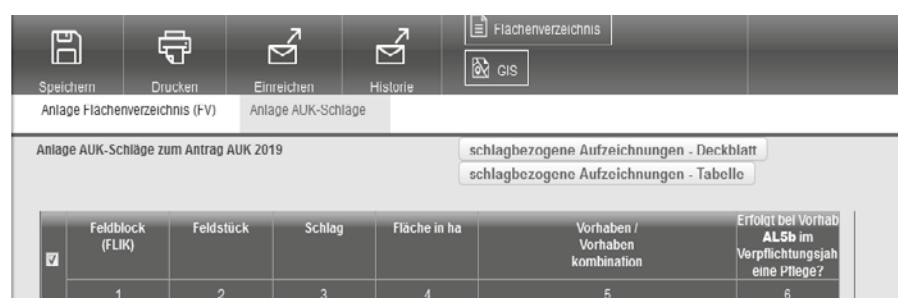 Flächenverzeichnis
GIS
Speichern Drucken Einreichen Historie
Anlage Flächenverzeichnis (FV) Anlage AUK-Schläge
Anlage AUK-Schläge zum Antrag AUK 2019
schlagbezogene Aufzeichnungen - Deckblatt
schlagbezogene Aufzeichnungen - Tabelle
Feldblock (FLIK)
Feldstück
Schlag
Fläche in ha
Vorhaben /
Vorhaben
kombination
Erfolgt bei Vorhab
AL5b im
Verpflichtungsjah
eine Pflege?
1 2 3 4 5 6